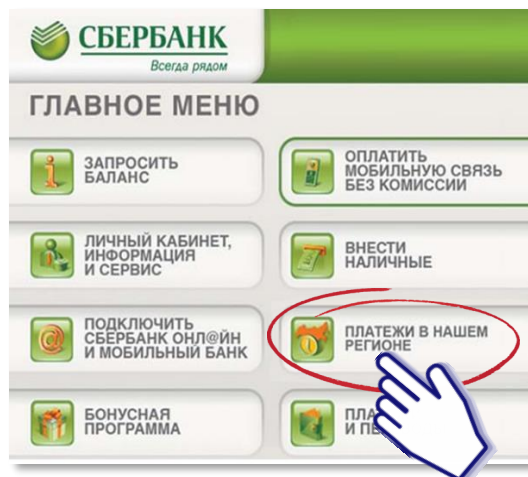 СБЕРБАНК
Всегда рядом
ГЛАВНОЕ МЕНЮ
ЗАПРОСИТЬ
БАЛАНС
ОПЛАТИТЬ
МОБИЛЬНУЮ СВЯЗЬ
БЕЗ КОМИССИИ
ЛИЧНЫЙ КАБИНЕТ,
ИНФОРМАЦИЯ
И СЕРВИС
ВНЕСТИ
НАЛИЧНЫЕ
ПОДКЛЮЧИТЬ
СБЕРБАНК ОНЛ@ЙН
И МОБИЛЬНЫЙ БАНК
ПЛАТЕЖИ В НАШЕМ
РЕГИОНЕ
БОНУСНАЯ
ПРОГРАММА
И